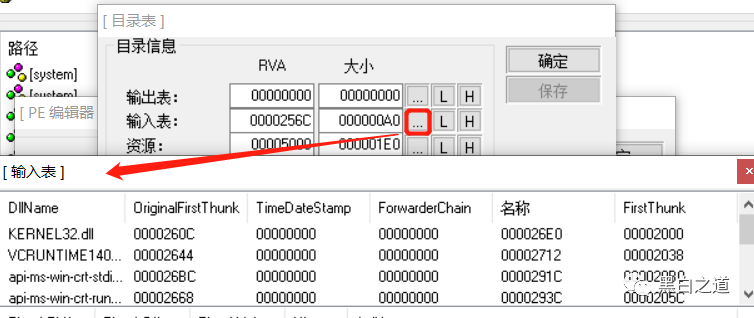 [ 目录表 ]
路径
[system]
[system]
[ PE 编辑器
目录信息
RVA 大小
确定
保存
输出表: 00000000 00000000 ... L H
输入表: 0000256C 000000A0 ... L H
资源: 00005000 000001E0 ... L H
[ 输入表 ]
DllName OriginalFirstThunk TimeDateStamp ForwarderChain 名称 FirstThunk
KERNEL32.dll 0000260C 00000000 00000000 000026E0 00002000
VCRUNTIME140... 00002644 00000000 00000000 00002712 00002038
api-ms-win-crt-stdi... 000026BC 00000000 00000000 0000291C
api-ms-win-crt-run... 00002668 00000000 00000000 0000293C 0000205C
黑白之道